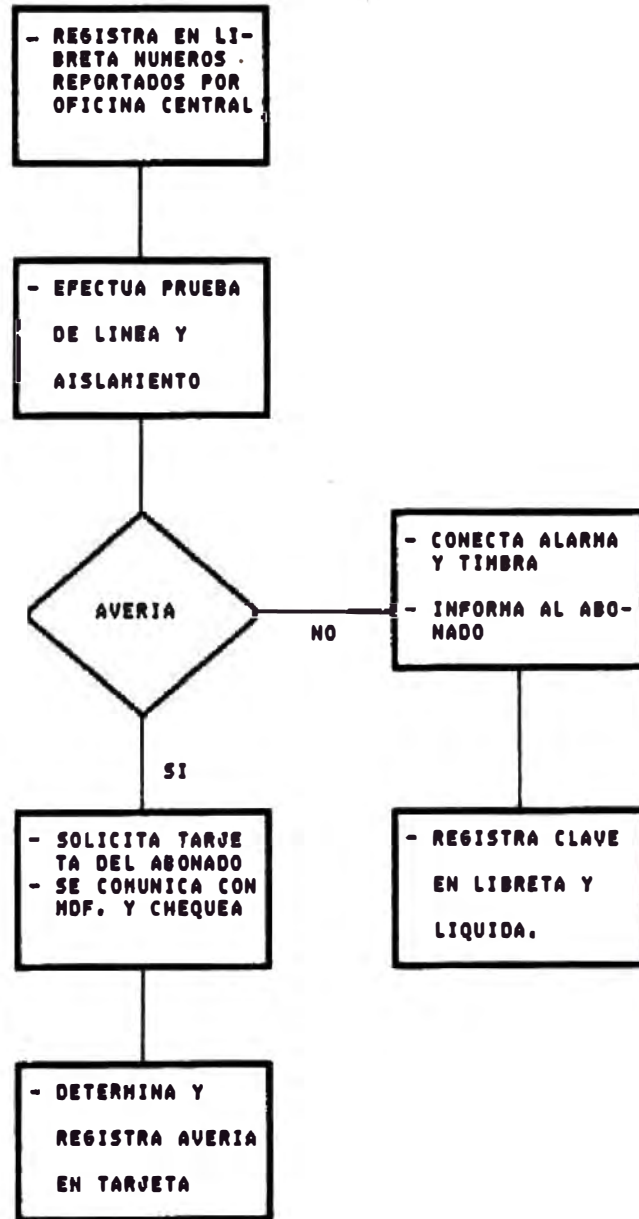 - REGISTRA EN LI-
BRETA NUMEROS
REPORTADOS POR
OFICINA CENTRAL
- EFECTUA PRUEBA
DE LINEA Y
AISLAMIENTO
AVERIA
NO
- CONECTA ALARMA
Y TIMBRA
- INFORMA AL ABO-
NADO
- REGISTRA CLAVE
EN LIBRETA Y
LIQUIDA.
SI
- SOLICITA TARJE
TA DEL ABONADO
- SE COMUNICA CON
MDF. Y CHEQUEA
- DETERMINA Y
REGISTRA AVERIA
EN TARJETA